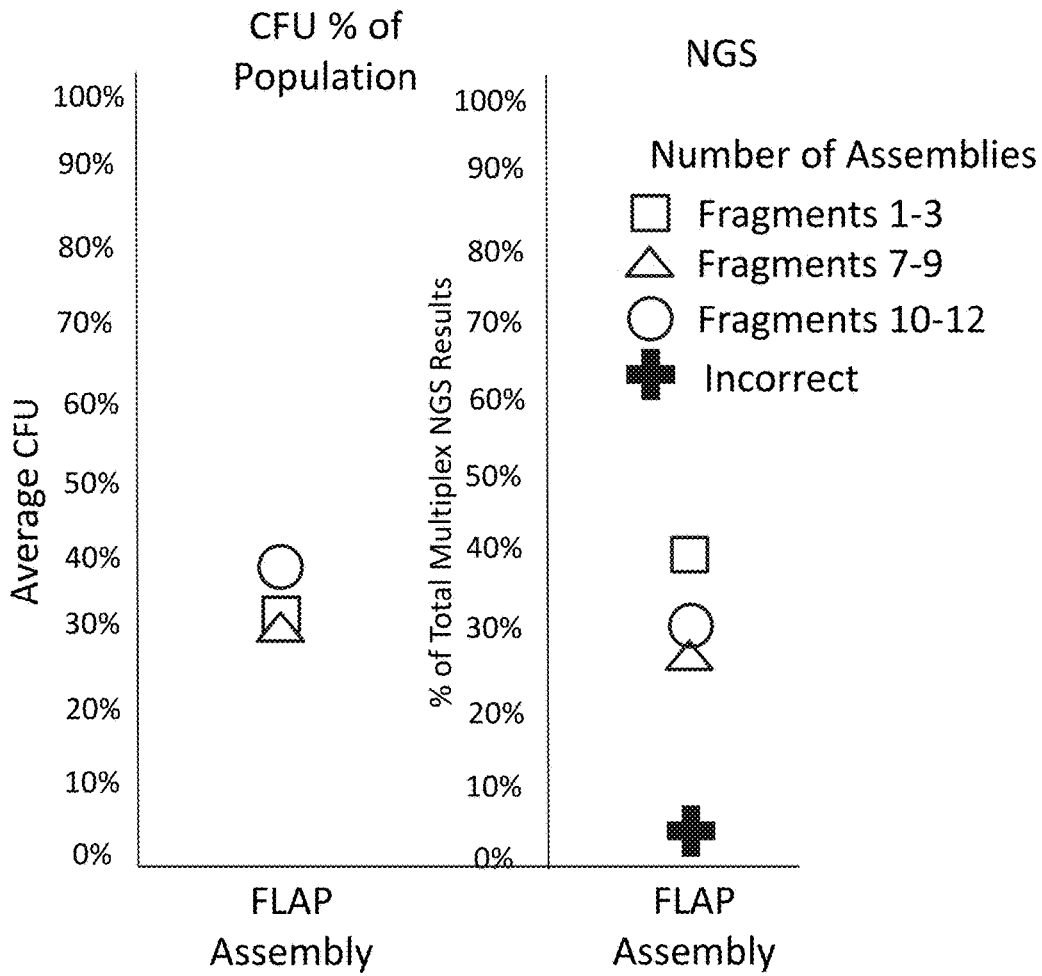 CFU % of
Population
100%
90%
80%
70%
60%
50%
40%
30%
20%
10%
0%
Average CFU
FLAP
Assembly
NGS
100%
90%
80%
70%
60%
50%
40%
30%
20%
10%
0%
% of Total Multiplex NGS Results
Number of Assemblies
Fragments 1-3
Fragments 7-9
Fragments 10-12
Incorrect
FLAP
Assembly